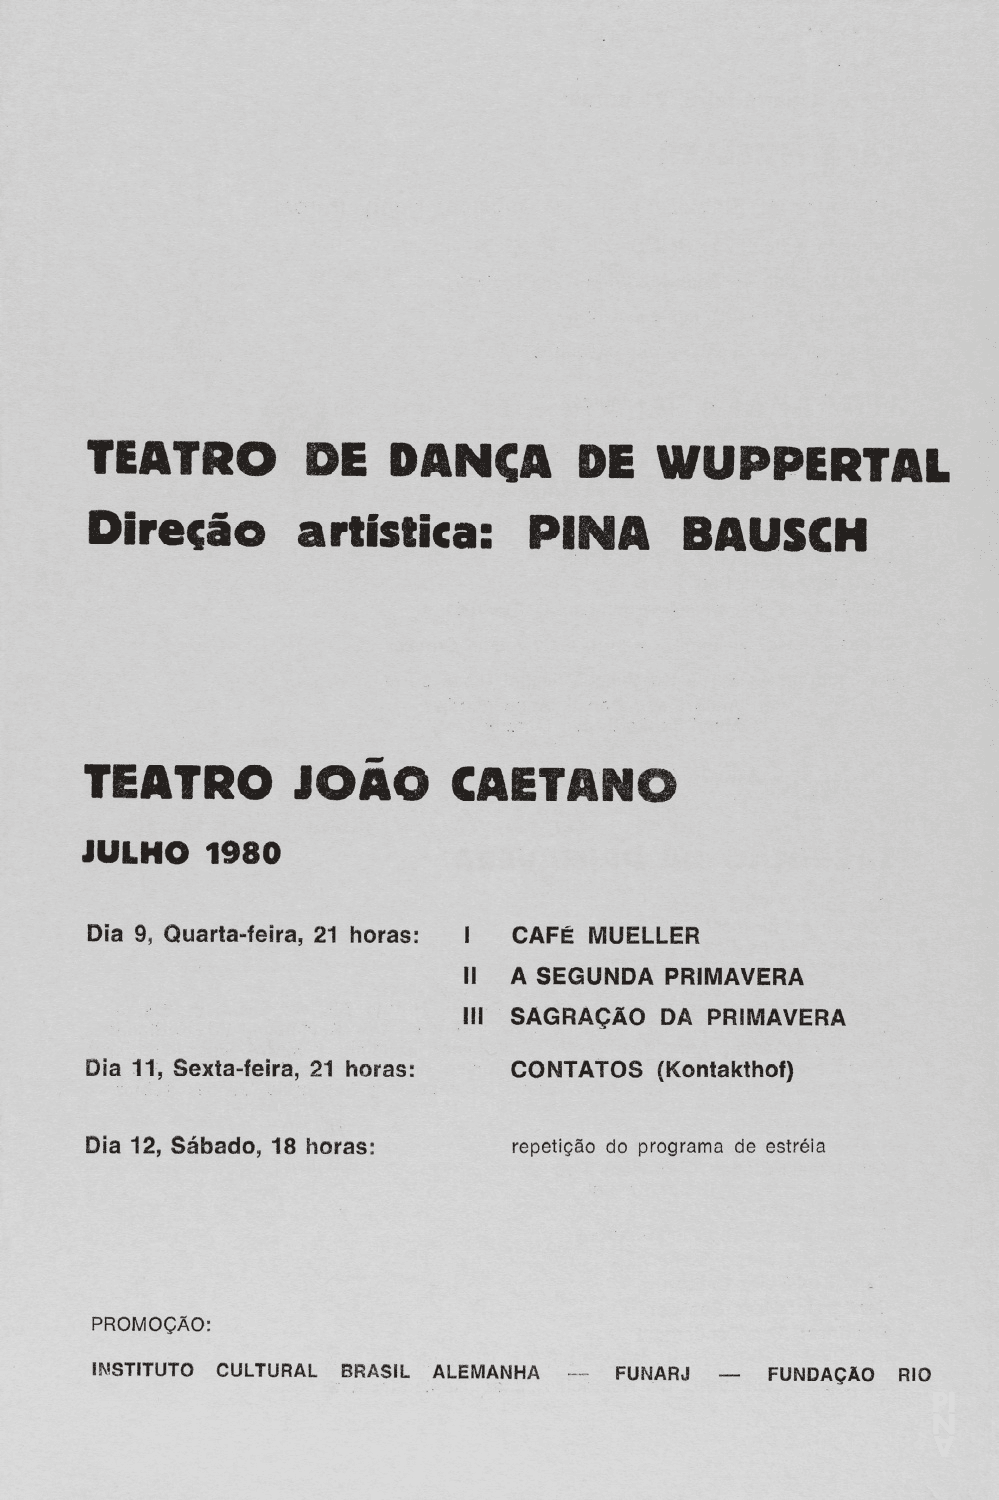 TEATRO DE DANÇA DE WUPPERTAL
Direção artística: PINA BAUSCH
TEATRO JOÃO CAETANO
JULHO 1980
Dia 9, Quarta-feira, 21 horas: I CAFÉ MUELLER
II A SEGUNDA PRIMAVERA
III SAGRAÇÃO DA PRIMAVERA
Dia 11, Sexta-feira, 21 horas: CONTATOS (Kontakthof)
Dia 12, Sábado, 18 horas: repetição do programa de estréia
PROMOÇÃO:
INSTITUTO CULTURAL BRASIL ALEMANHA — FUNARJ — FUNDAÇÃO RIO